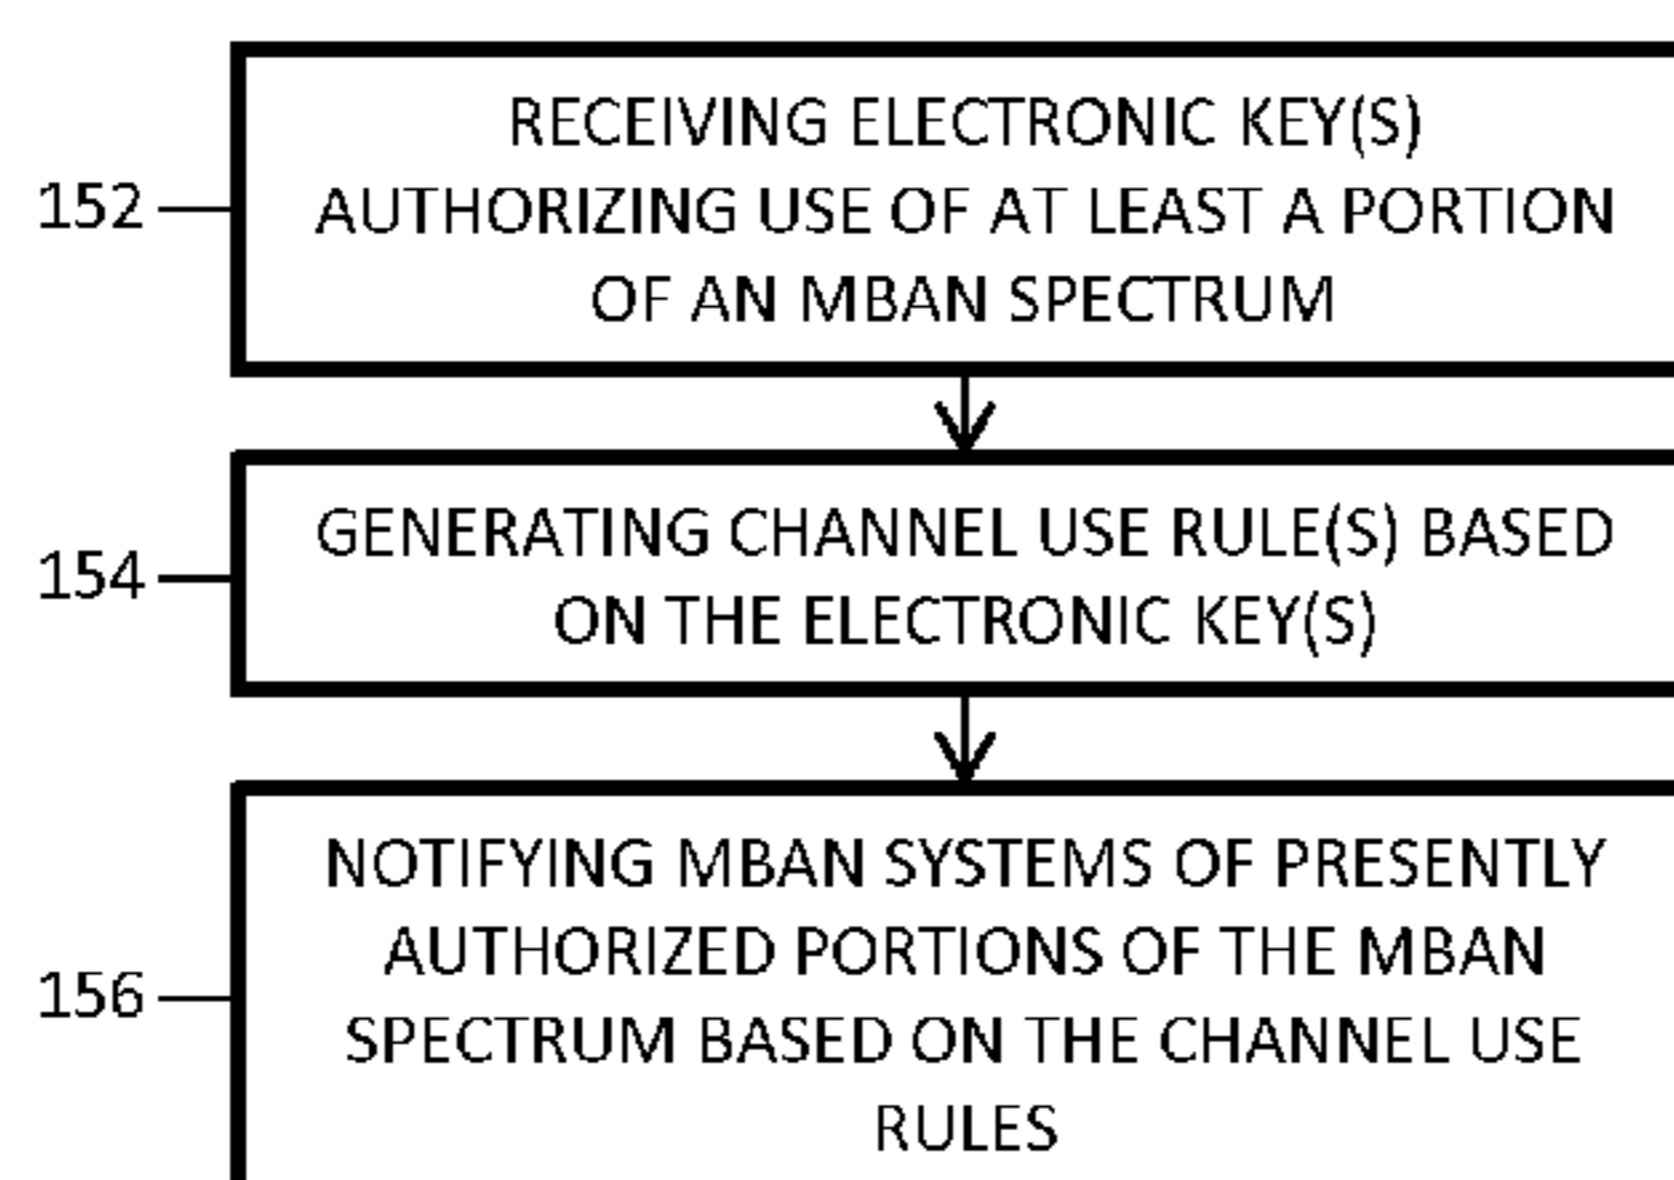 RECEIVING ELECTRONIC KEY(S)
152 AUTHORIZING USE OF AT LEAST A PORTION
OF AN MBAN SPECTRUM
GENERATING CHANNEL USE RULE(S) BASED
154
ON THE ELECTRONIC KEY(S)
NOTIFYING MBAN SYSTEMS OF PRESENTLY
AUTHORIZED PORTIONS OF THE MBAN
156
SPECTRUM BASED ON THE CHANNEL USE
RULES